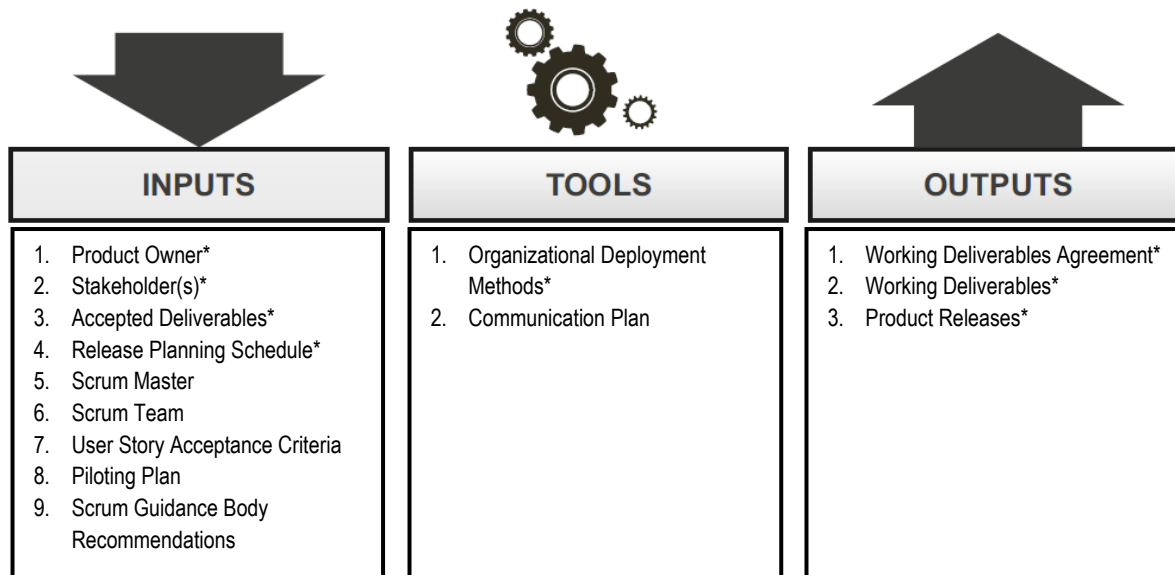 INPUTS
1. Product Owner*
2. Stakeholder(s)*
3. Accepted Deliverables*
4. Release Planning Schedule*
5. Scrum Master
6. Scrum Team
7. User Story Acceptance Criteria
8. Piloting Plan
9. Scrum Guidance Body
Recommendations
TOOLS
1. Organizational Deployment
Methods*
2. Communication Plan
OUTPUTS
1. Working Deliverables Agreement*
2. Working Deliverables*
3. Product Releases*